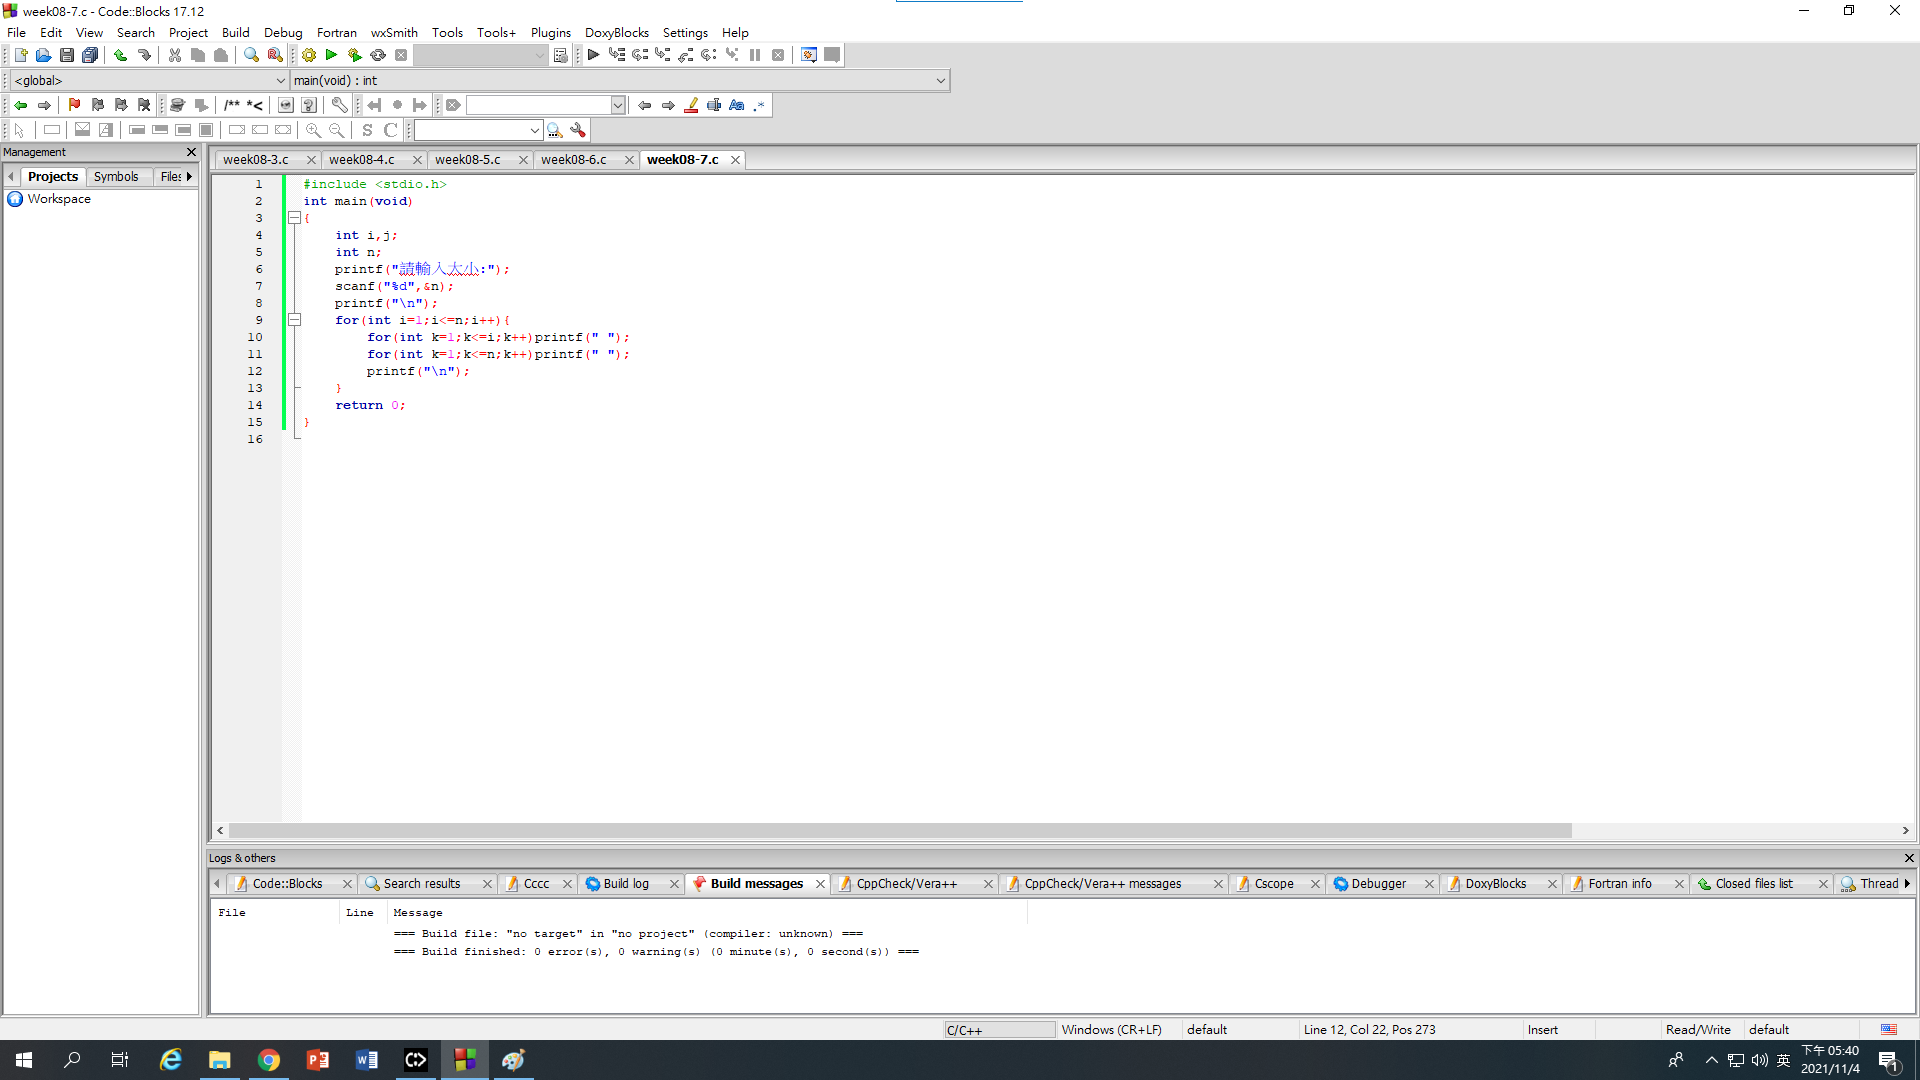 week08-7.c - Code::Blocks 17.12
File Edit View Search Project Build Debug Fortran wxSmith Tools Tools+ Plugins DoxyBlocks Settings Help
<global> main(void) : int
/** *<
S C
Management
Projects Symbols Files
Workspace
week08-3.c week08-4.c week08-5.c week08-6.c week08-7.c
1 #include <stdio.h>
2 int main(void)
3 {
4 int i,j;
5 int n;
6 printf("請輸入大小:");
7 scanf("%d",&n);
8 printf("\n");
9 for(int i=1;i<=n;i++){
10 for(int k=1;k<=i;k++)printf(" ");
11 for(int k=1;k<=n;k++)printf(" ");
12 printf("\n");
13 }
14 return 0;
15 }
16
Logs & others
Code::Blocks Search results Cccc Build log Build messages CppCheck/Vera++ CppCheck/Vera++ messages Cscope Debugger DoxyBlocks Fortran info Closed files list Thread
File Line Message
=== Build file: "no target" in "no project" (compiler: unknown) ===
=== Build finished: 0 error(s), 0 warning(s) (0 minute(s), 0 second(s)) ===
C/C++ Windows (CR+LF) default Line 12, Col 22, Pos 273 Insert Read/Write default
英 下午 05:40
2021/11/4
1